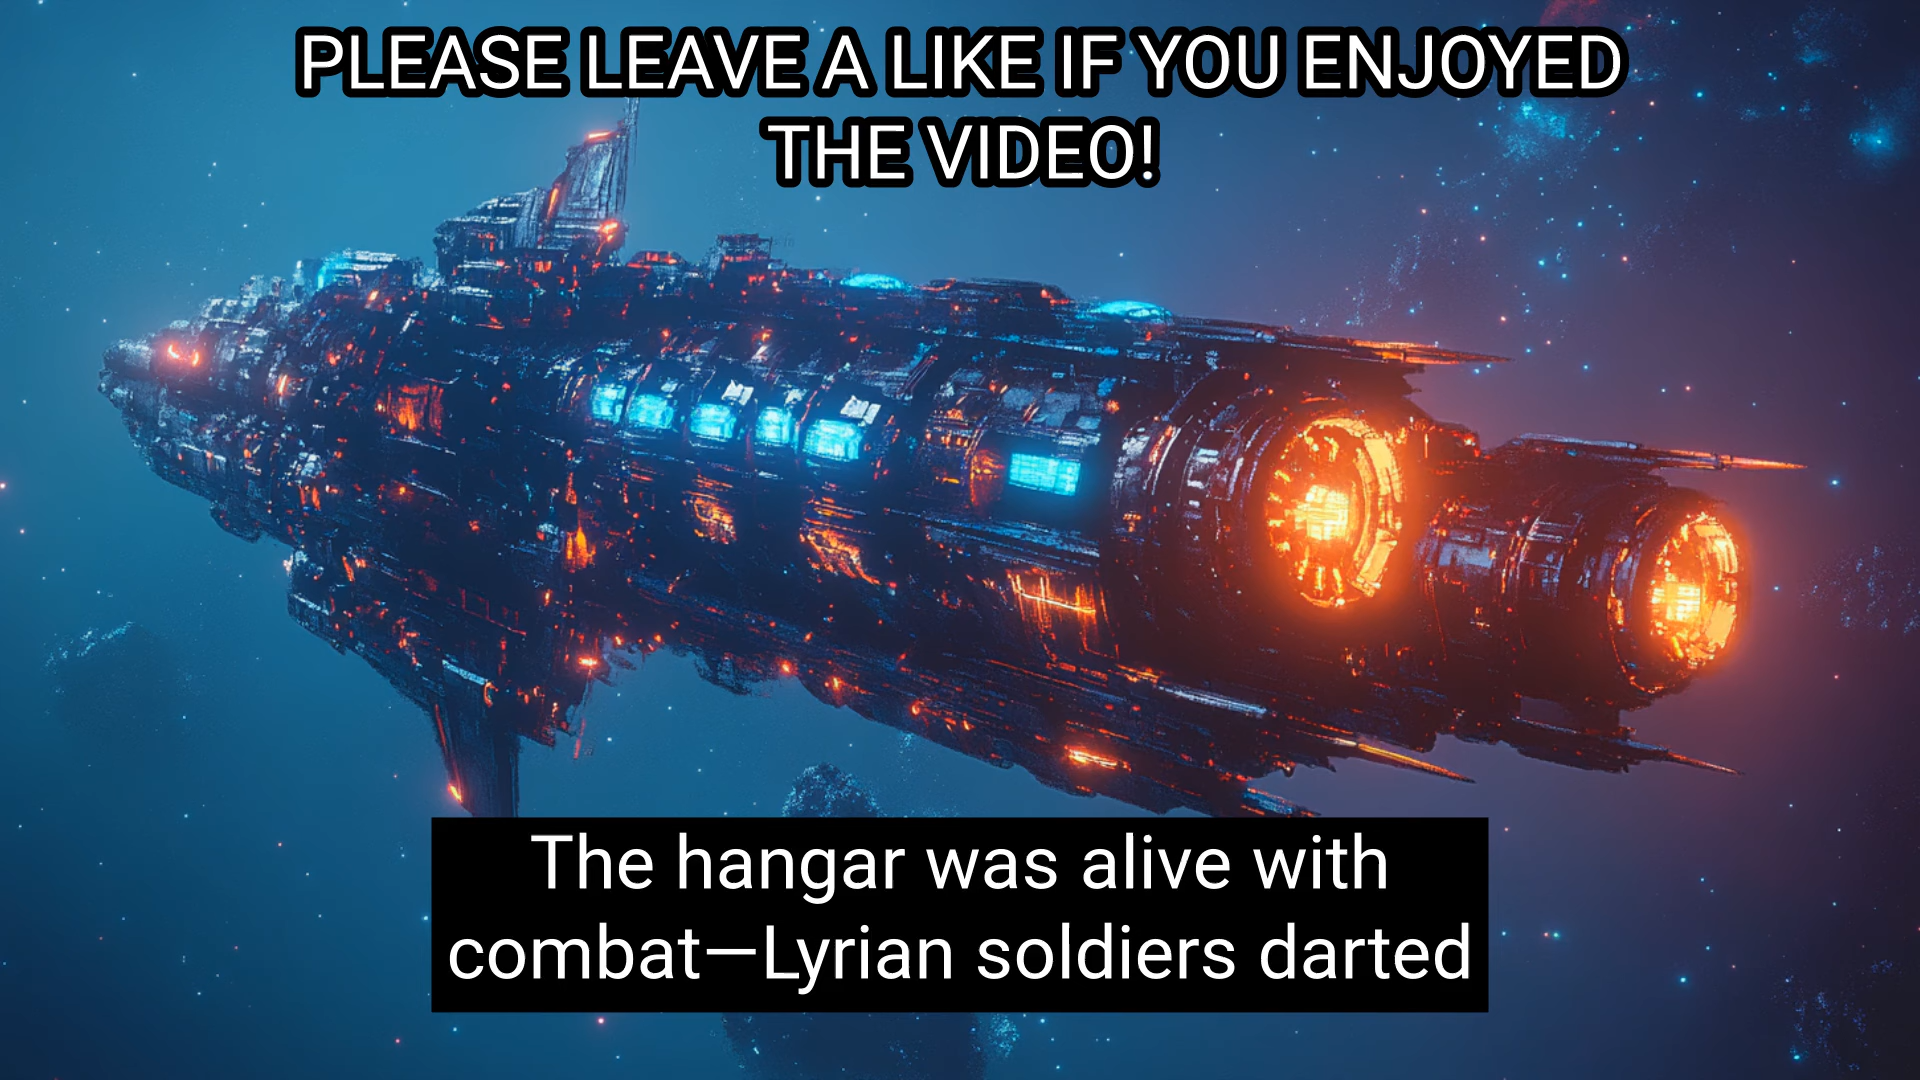 PLEASE LEAVE A LIKE IF YOU ENJOYED
THE VIDEO!
The hangar was alive with
combat—Lyrian soldiers darted